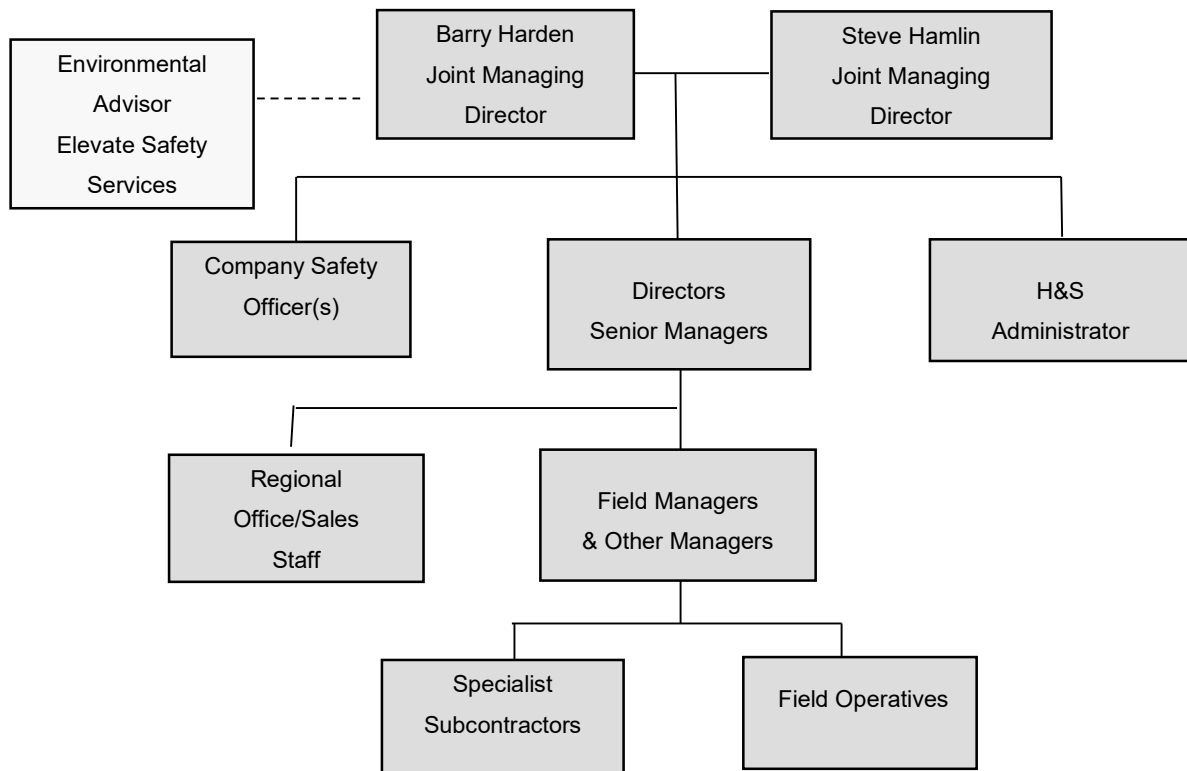 Environmental
Advisor
Elevate Safety
Services
Barry Harden
Joint Managing
Director
Steve Hamlin
Joint Managing
Director
Company Safety
Officer(s)
Directors
Senior Managers
H&S
Administrator
Regional
Office/Sales
Staff
Field Managers
& Other Managers
Specialist
Subcontractors
Field Operatives